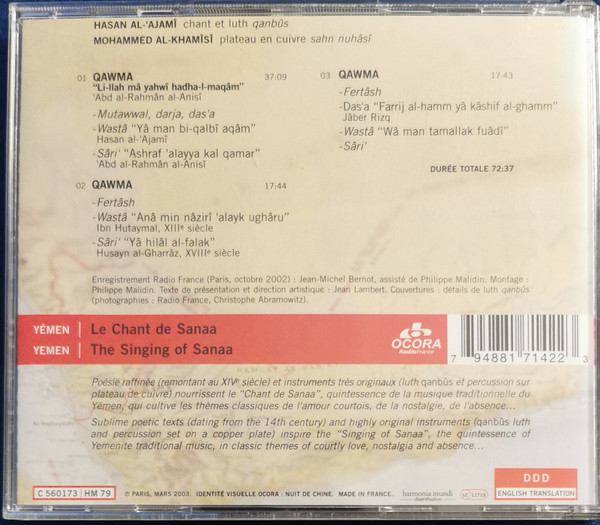 HASAN AL-'AJAMÎ chant et luth qanbûs
MOHAMMED AL-KHAMÎSÎ plateau en cuivre sahn nuhâsî
01 QAWMA 37:09
"Li-llah mâ yahwî hadha-l-maqâm"
'Abd al-Rahmân al-Anisî
-Mutawwal, darja, das'a
-Wastâ "Yâ man bi-qalbî aqâm"
Hasan al-'Ajamî
-Sâri' "Ashraf 'alayya kal qamar"
'Abd al-Rahmân al-Anisî
02 QAWMA 17:44
-Fertâsh
-Wastâ "Anâ min nâzirî 'alayk ughâru"
Ibn Hutaymal, XIIIe siècle
-Sâri' "Yâ hilâl al-falak"
Husayn al-Gharrâz, XVIIIe siècle
03 QAWMA 17:43
-Fertâsh
-Das'a "Farrij al-hamm yâ kâshif al-ghamm"
Jâber Rizq
-Wastâ "Wâ man tamallak fuâdî"
-Sâri'
DURÉE TOTALE 72:37
Enregistrement Radio France (Paris, octobre 2002) : Jean-Michel Bernot, assisté de Philippe Malidin. Montage :
Philippe Malidin. Texte de présentation et direction artistique : Jean Lambert. Couvertures : détails de luth qanbûs
(photographies : Radio France, Christophe Abramowitz).
YÉMEN | Le Chant de Sanaa
YEMEN | The Singing of Sanaa
OCORA
Radio France
7 94881 71422 3
Poésie raffinée (remontant au XIVe siècle) et instruments très originaux (luth qanbûs et percussion sur
plateau de cuivre) nourrissent le "Chant de Sanaa", quintessence de la musique traditionnelle du
Yémen, qui cultive les thèmes classiques de l'amour courtois, de la nostalgie, de l'absence...
Sublime poetic texts (dating from the 14th century) and highly original instruments (qanbûs luth
and percussion set on a copper plate) inspire the "Singing of Sanaa", the quintessence of
Yemenite traditional music, in classic themes of courtly love, nostalgia and absence...
C 560173 HM 79
℗ PARIS, MARS 2003. IDENTITÉ VISUELLE OCORA : NUIT DE CHINE. MADE IN FRANCE.
harmonia mundi
distribution
DDD
ENGLISH TRANSLATION